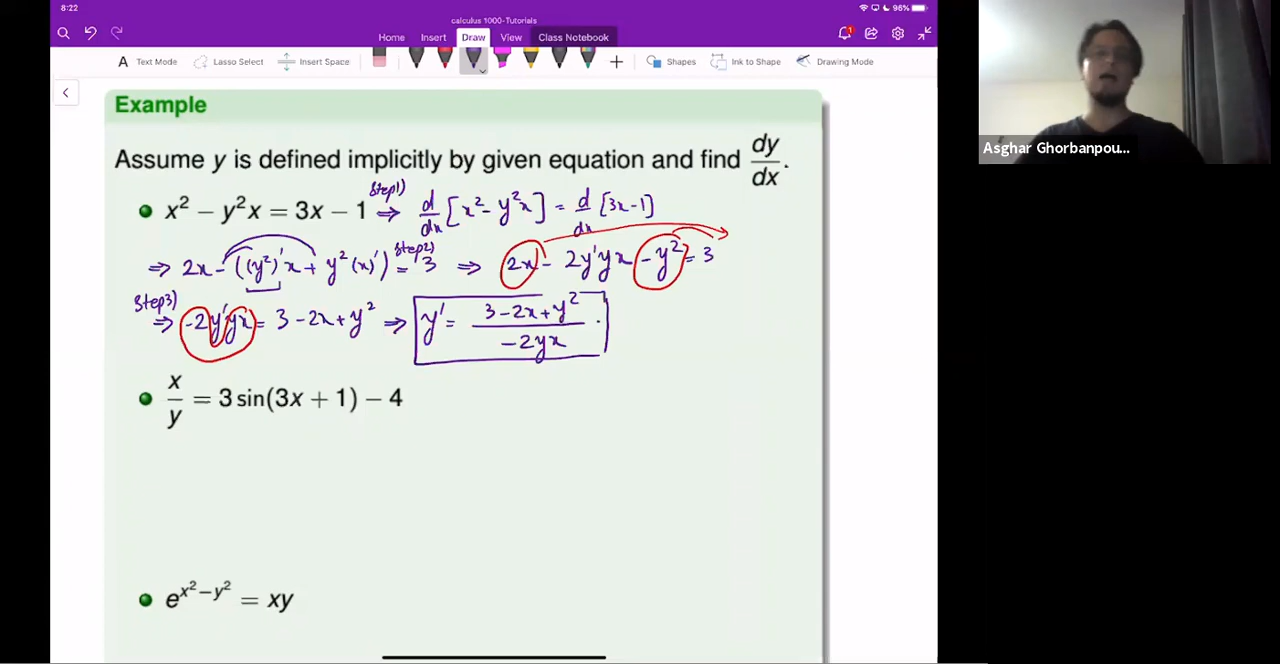 8:22
96%
calculus 1000-Tutorials
Home Insert Draw View Class Notebook
1
A Text Mode Lasso Select Insert Space Shapes Ink to Shape Drawing Mode
Asghar Ghorbanpou...
Example
Assume y is defined implicitly by given equation and find dy/dx.
x² − y²x = 3x − 1 step1) ⇒ d/dx [x² − y²x] = d/dx [3x−1]
⇒ 2x − ((y²)'x + y²(x)') = 3 step2) ⇒ 2x − 2y'yx − y² = 3
step3) ⇒ −2y'yx = 3 − 2x + y² ⇒ y' = (3 − 2x + y²)/(−2yx) .
x/y = 3 sin(3x + 1) − 4
e^(x²−y²) = xy